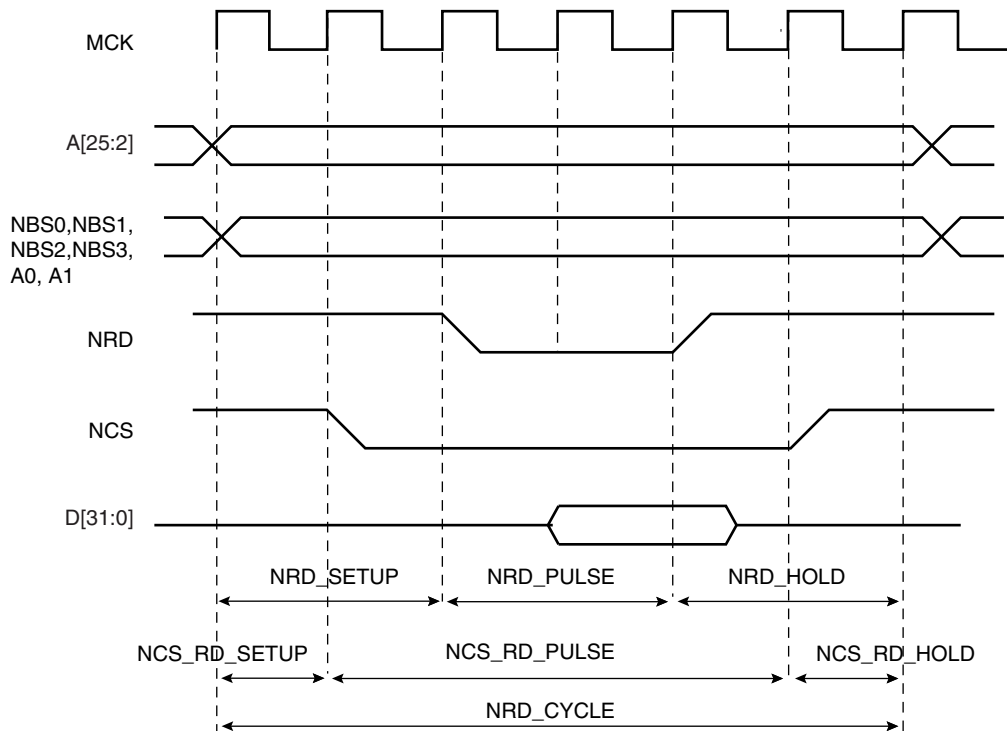 MCK
A[25:2]
NBS0,NBS1,
NBS2,NBS3,
A0, A1
NRD
NCS
D[31:0]
NRD_SETUP NRD_PULSE NRD_HOLD
NCS_RD_SETUP NCS_RD_PULSE NCS_RD_HOLD
NRD_CYCLE